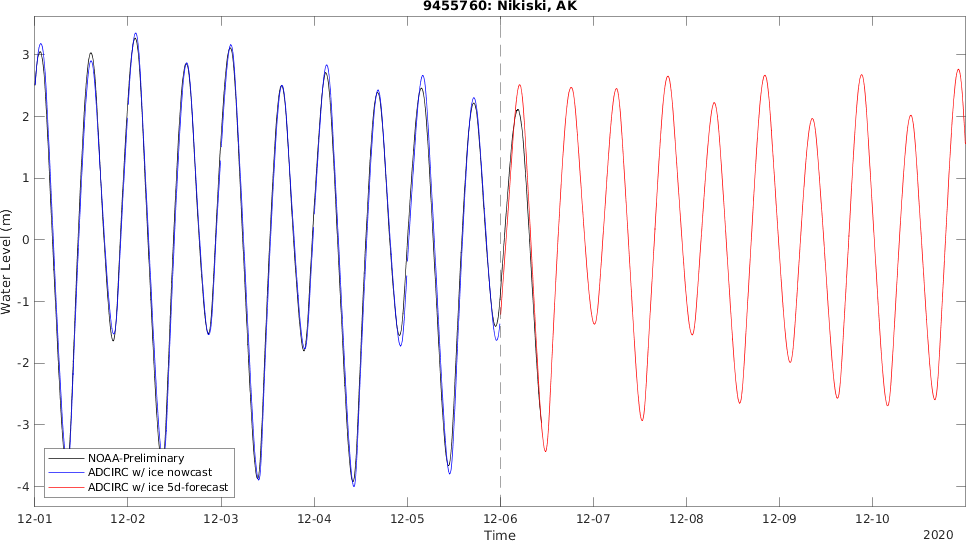 9455760: Nikiski, AK
3
2
1
0
-1
-2
-3
-4
Water Level (m)
NOAA-Preliminary
ADCIRC w/ ice nowcast
ADCIRC w/ ice 5d-forecast
12-01 12-02 12-03 12-04 12-05 12-06 12-07 12-08 12-09 12-10
Time
2020